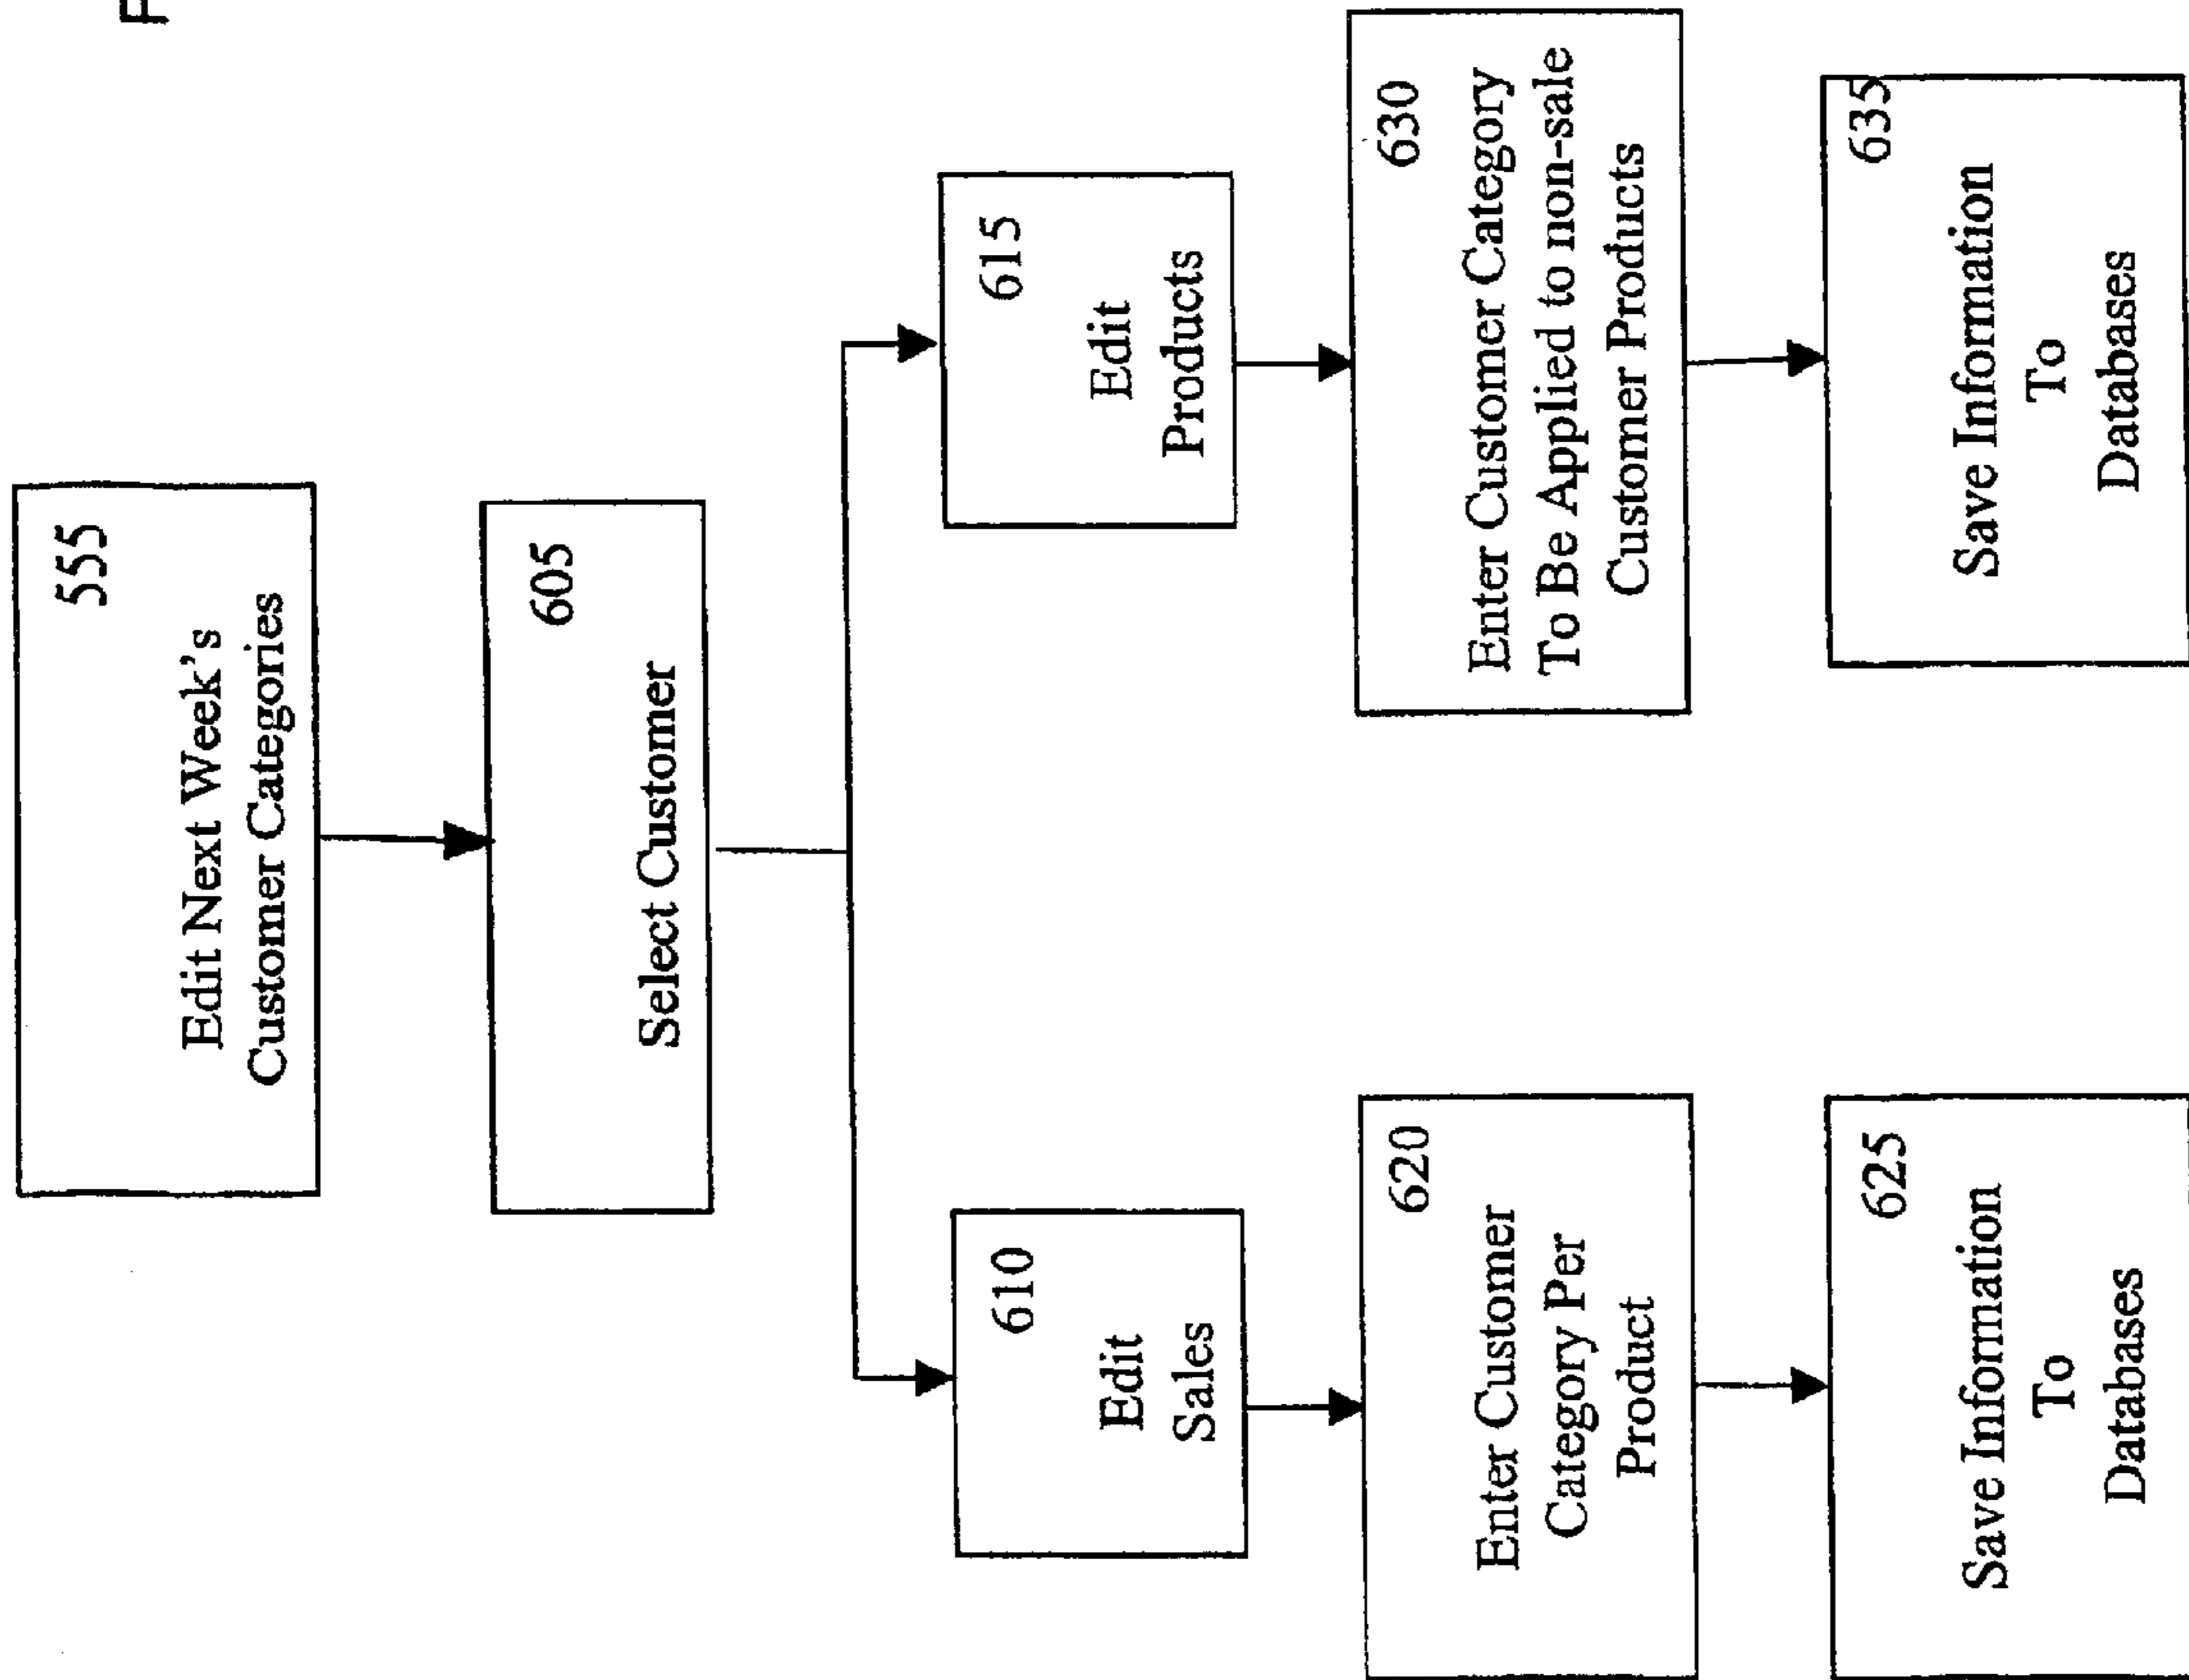 555
Edit Next Week's
Customer Categories
605
Select Customer
610
Edit
Sales
615
Edit
Products
620
Enter Customer
Category Per
Product
630
Enter Customer Category
To Be Applied to non-sale
Customer Products
625
Save Information
To
Databases
635
Save Information
To
Databases